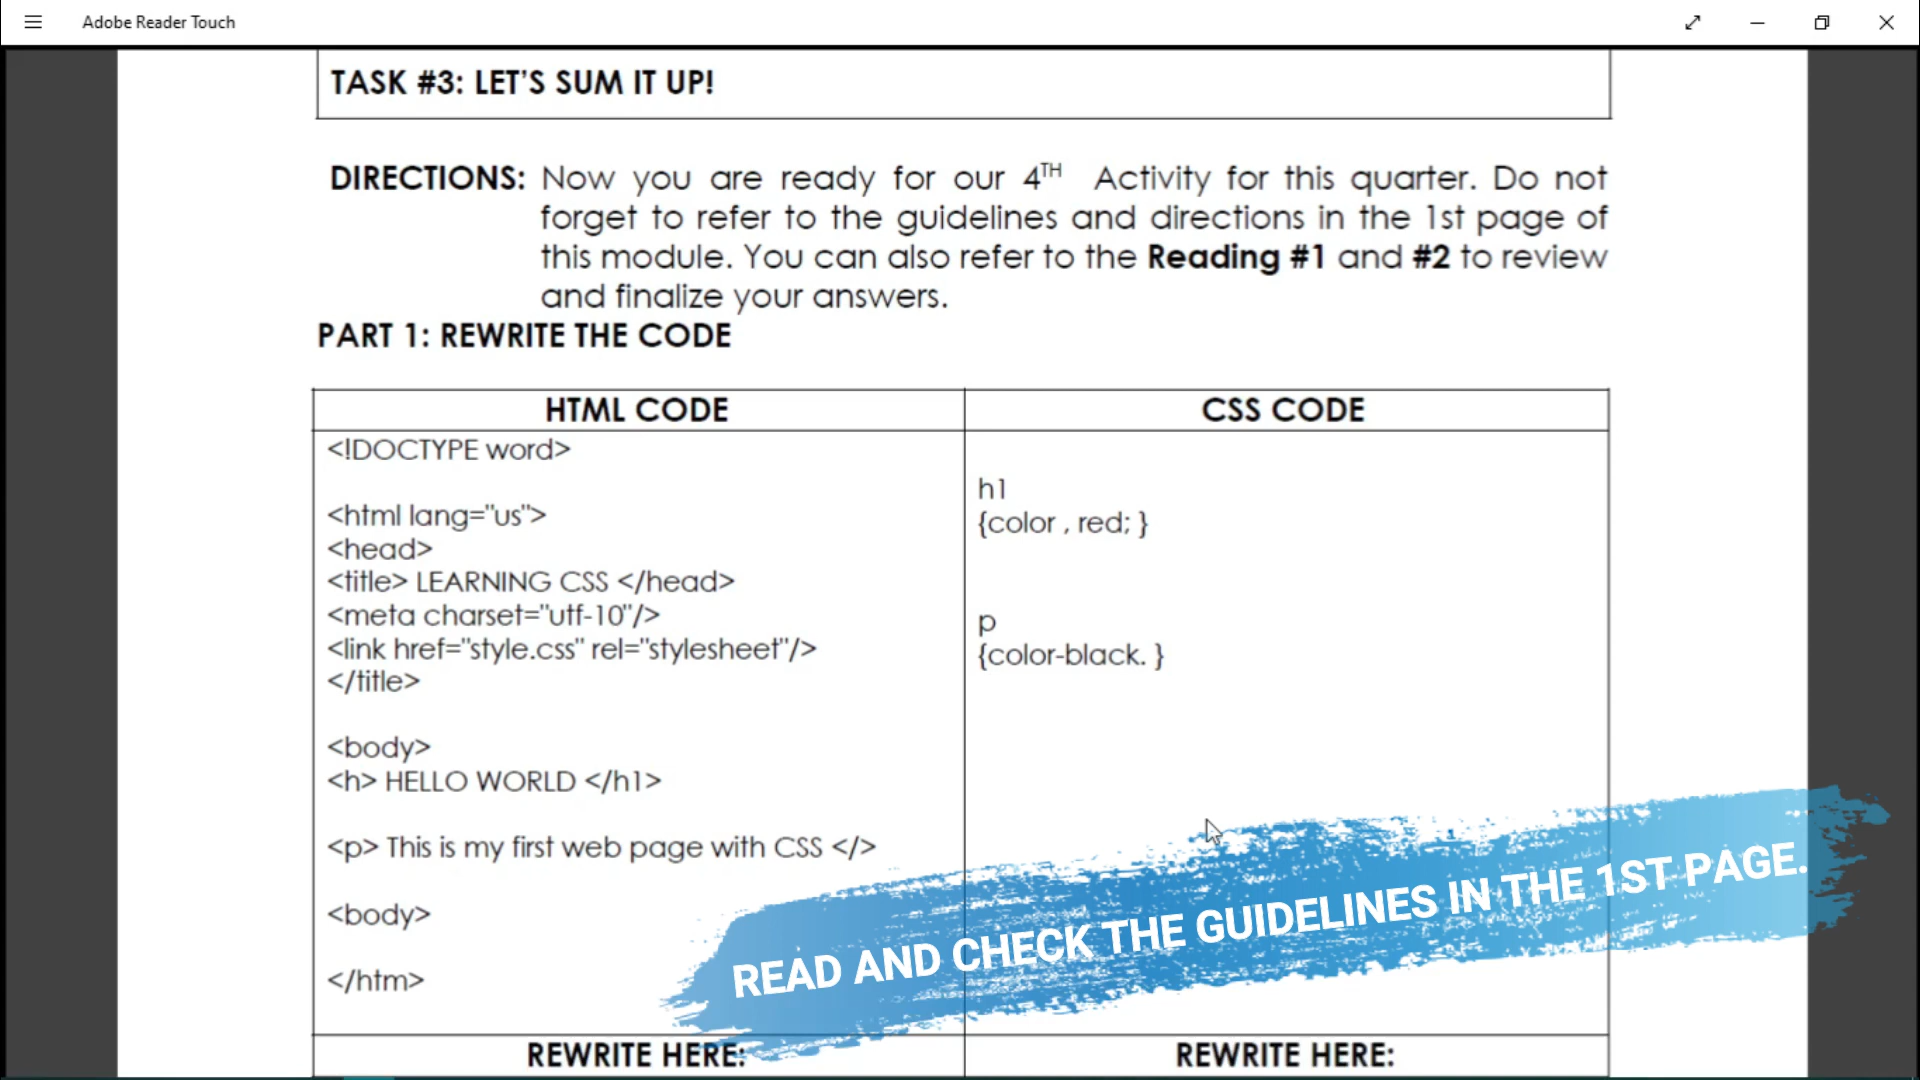 Adobe Reader Touch
TASK #3: LET'S SUM IT UP!
DIRECTIONS: Now you are ready for our 4TH Activity for this quarter. Do not
forget to refer to the guidelines and directions in the 1st page of
this module. You can also refer to the Reading #1 and #2 to review
and finalize your answers.
PART 1: REWRITE THE CODE
HTML CODE
<!DOCTYPE word>
<html lang="us">
<head>
<title> LEARNING CSS </head>
<meta charset="utf-10"/>
<link href="style.css" rel="stylesheet"/>
</title>
<body>
<h> HELLO WORLD </h1>
<p> This is my first web page with CSS </>
<body>
</htm>
REWRITE HERE:
CSS CODE
h1
{color , red; }
p
{color-black. }
REWRITE HERE:
READ AND CHECK THE GUIDELINES IN THE 1ST PAGE.